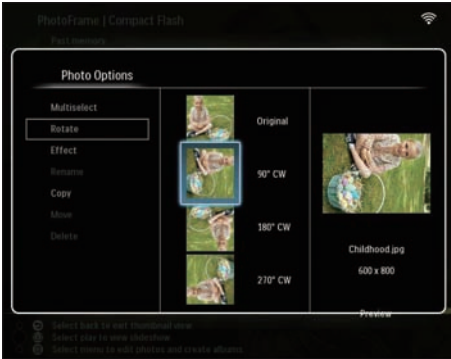 PhotoFrame | Compact Flash
Past memory
Photo Options
Multiselect
Rotate
Effect
Rename
Copy
Move
Delete
Original
90° CW
180° CW
270° CW
Childhood.jpg
600 x 800
Preview
Select back to exit thumbnail view
Select play to view slideshow
Select menu to edit photos and create albums